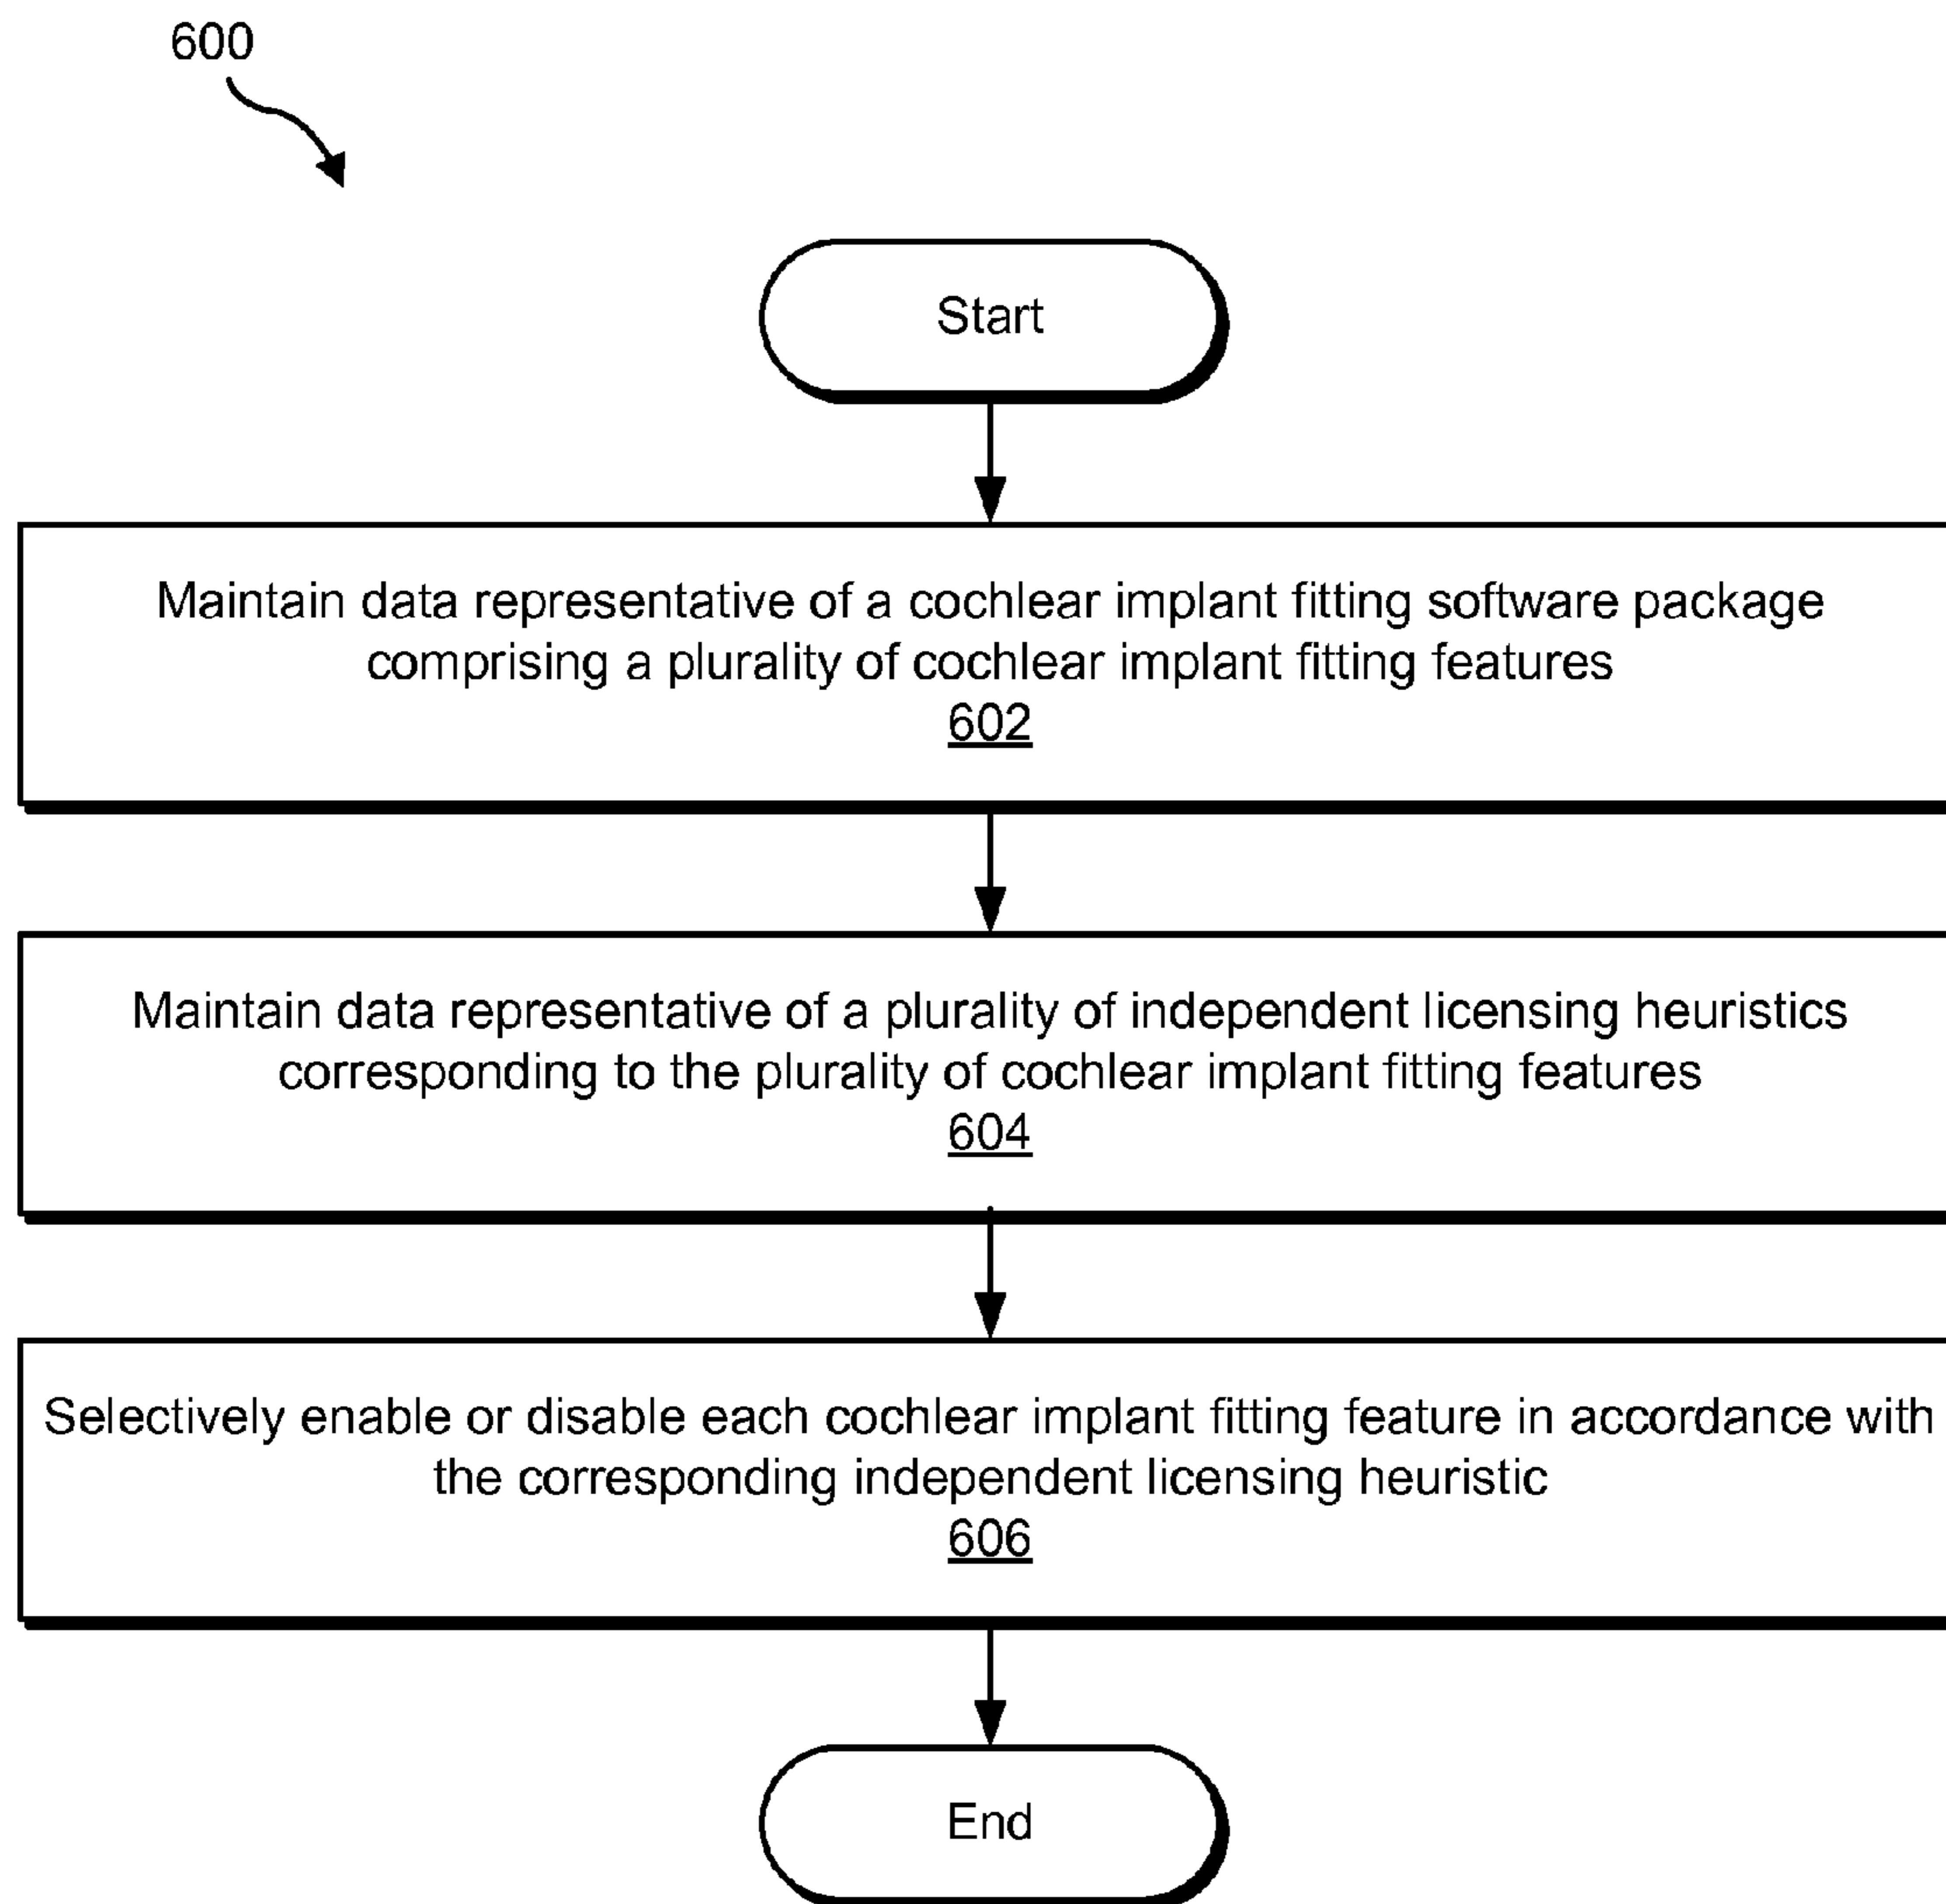 600
Start
Maintain data representative of a cochlear implant fitting software package
comprising a plurality of cochlear implant fitting features
602
Maintain data representative of a plurality of independent licensing heuristics
corresponding to the plurality of cochlear implant fitting features
604
Selectively enable or disable each cochlear implant fitting feature in accordance with
the corresponding independent licensing heuristic
606
End